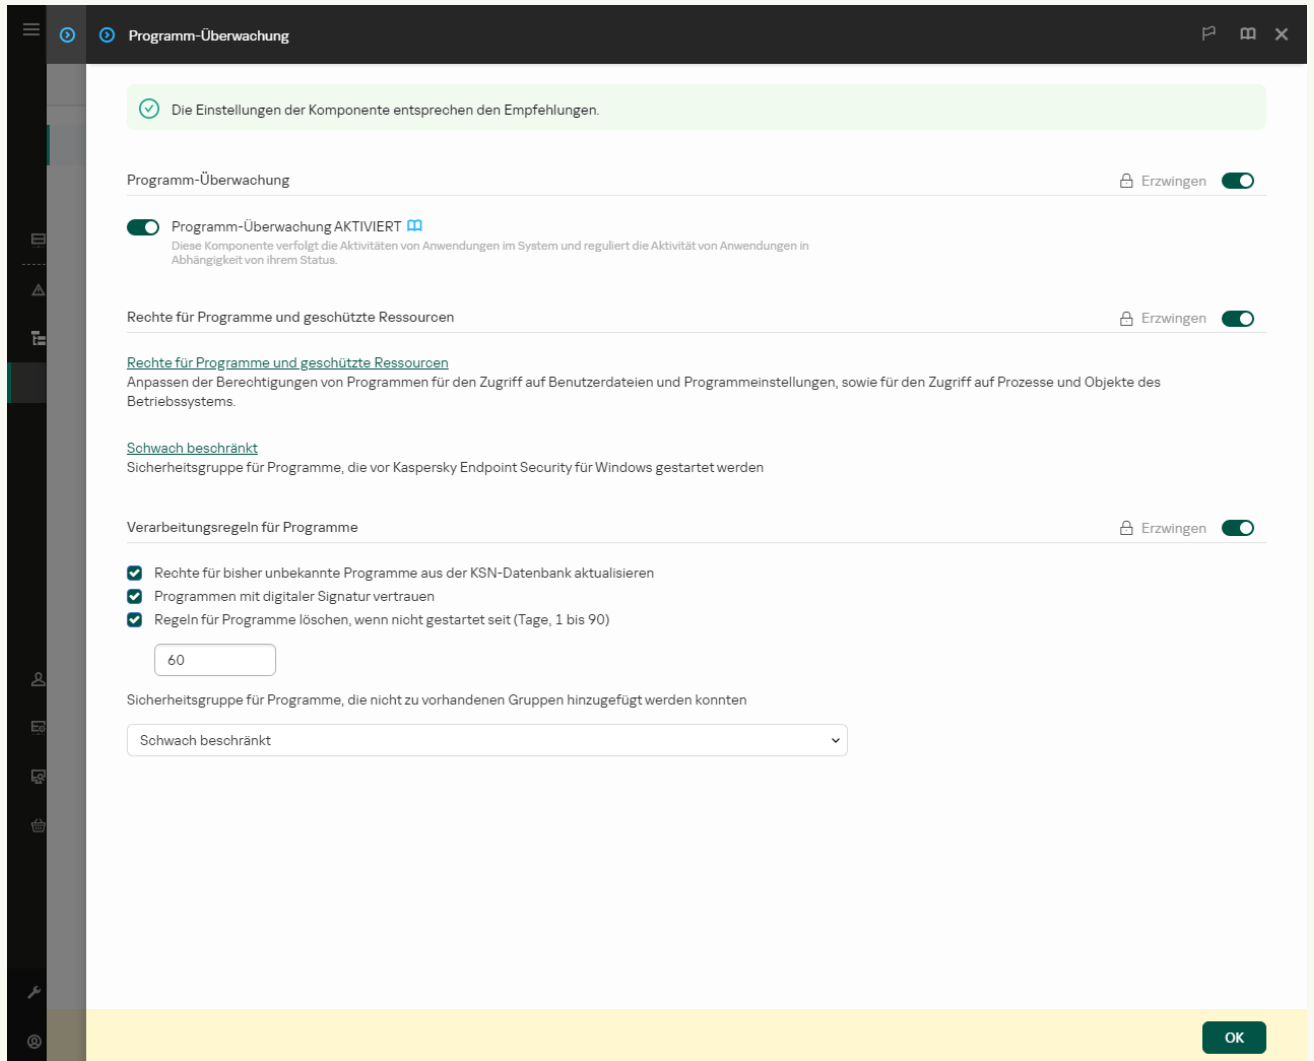 Programm-Überwachung
Die Einstellungen der Komponente entsprechen den Empfehlungen.
Programm-Überwachung
Erzwingen
Programm-Überwachung AKTIVIERT
Diese Komponente verfolgt die Aktivitäten von Anwendungen im System und reguliert die Aktivität von Anwendungen in
Abhängigkeit von ihrem Status.
Rechte für Programme und geschützte Ressourcen
Erzwingen
Rechte für Programme und geschützte Ressourcen
Anpassen der Berechtigungen von Programmen für den Zugriff auf Benutzerdateien und Programmeinstellungen, sowie für den Zugriff auf Prozesse und Objekte des
Betriebssystems.
Schwach beschränkt
Sicherheitsgruppe für Programme, die vor Kaspersky Endpoint Security für Windows gestartet werden
Verarbeitungsregeln für Programme
Erzwingen
Rechte für bisher unbekannte Programme aus der KSN-Datenbank aktualisieren
Programmen mit digitaler Signatur vertrauen
Regeln für Programme löschen, wenn nicht gestartet seit (Tage, 1 bis 90)
60
Sicherheitsgruppe für Programme, die nicht zu vorhandenen Gruppen hinzugefügt werden konnten
Schwach beschränkt
OK